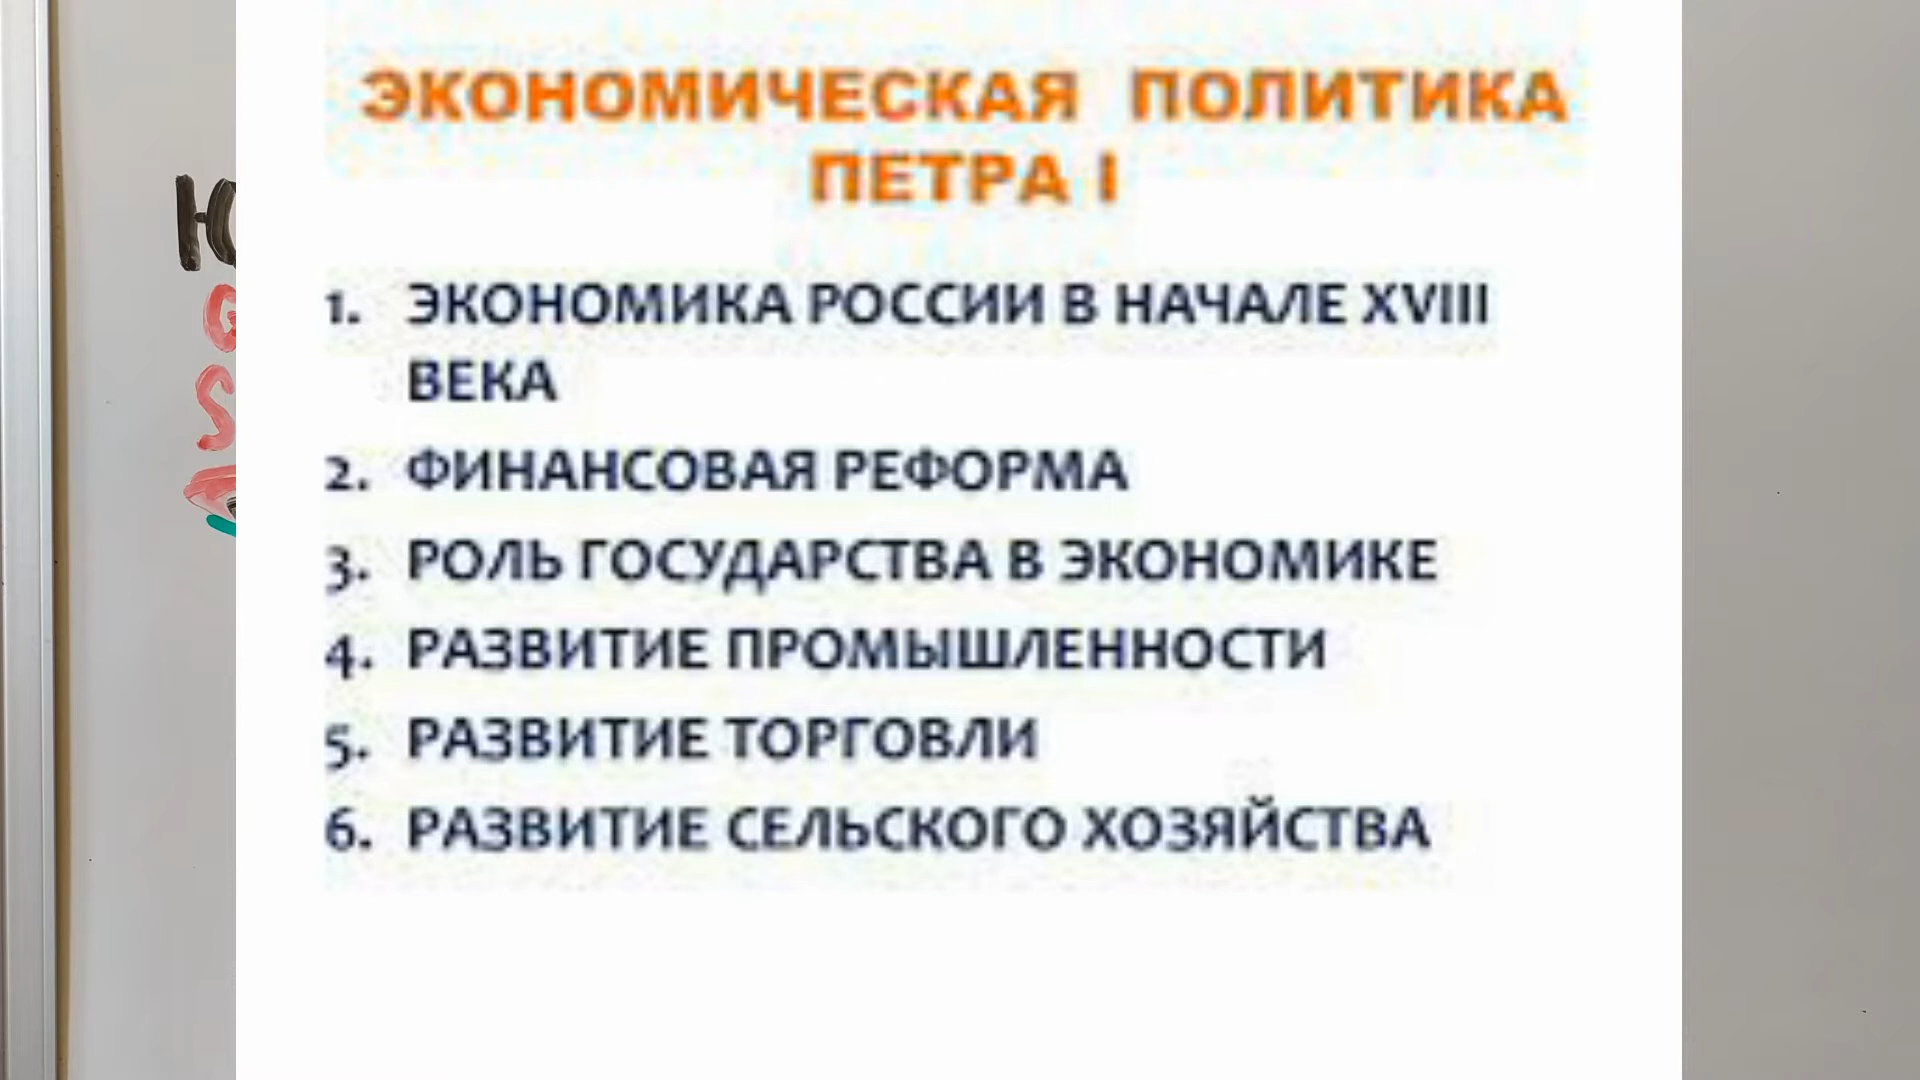 ЭКОНОМИЧЕСКАЯ ПОЛИТИКА
ПЕТРА I
1. ЭКОНОМИКА РОССИИ В НАЧАЛЕ XVIII
ВЕКА
2. ФИНАНСОВАЯ РЕФОРМА
3. РОЛЬ ГОСУДАРСТВА В ЭКОНОМИКЕ
4. РАЗВИТИЕ ПРОМЫШЛЕННОСТИ
5. РАЗВИТИЕ ТОРГОВЛИ
6. РАЗВИТИЕ СЕЛЬСКОГО ХОЗЯЙСТВА